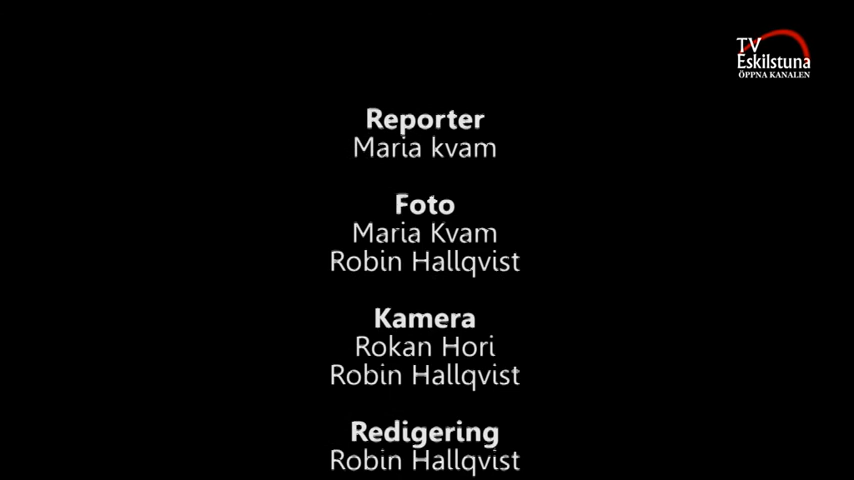 TV
Eskilstuna
ÖPPNA KANALEN
Reporter
Maria kvam
Foto
Maria Kvam
Robin Hallqvist
Kamera
Rokan Hori
Robin Hallqvist
Redigering
Robin Hallqvist